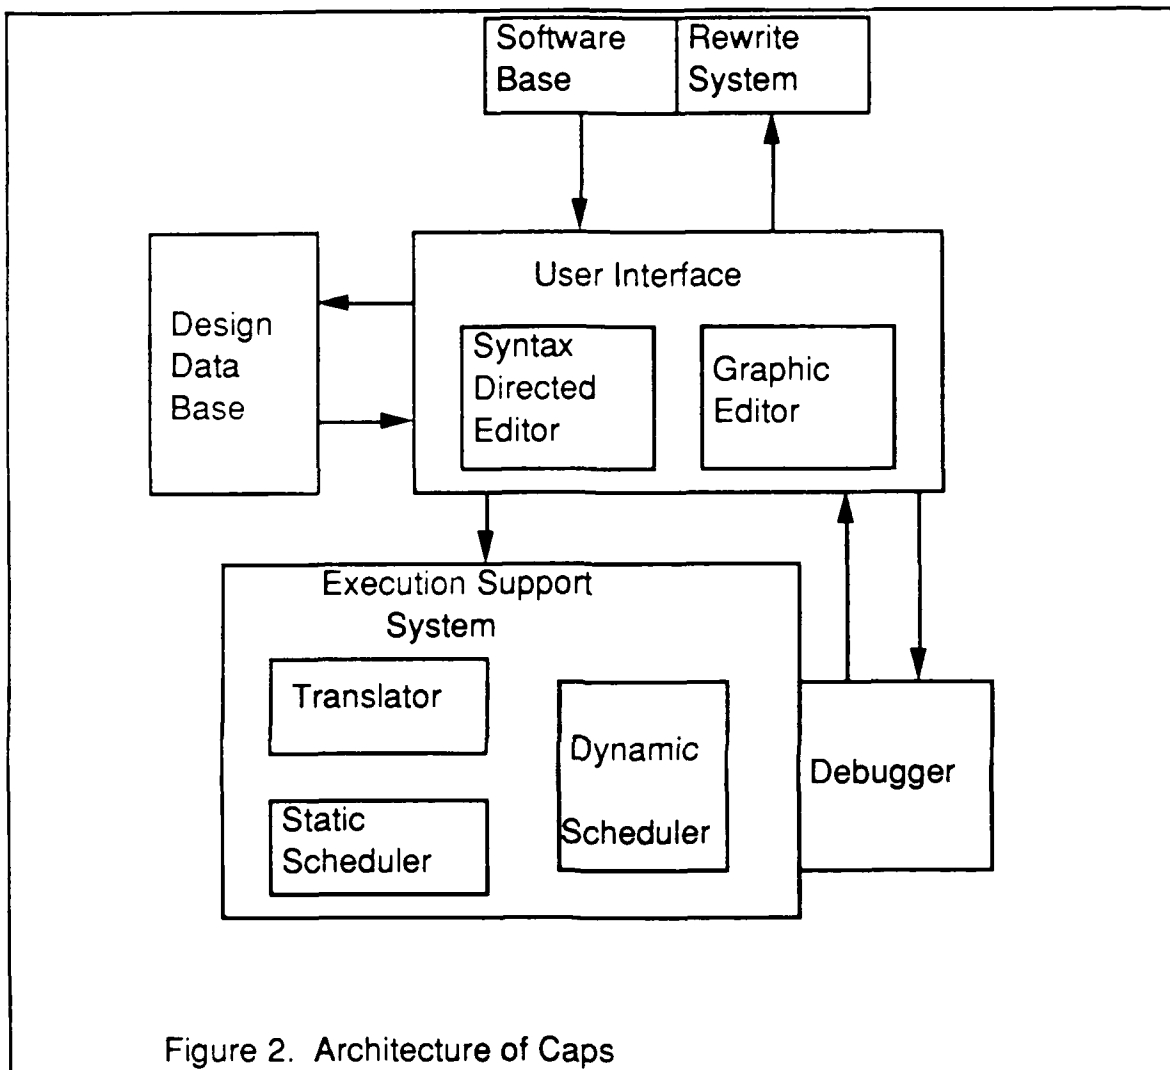 Software
Base
Rewrite
System
User Interface
Design
Data
Base
Syntax
Directed
Editor
Graphic
Editor
Execution Support
System
Translator
Dynamic
Scheduler
Static
Scheduler
Debugger
Figure 2. Architecture of Caps